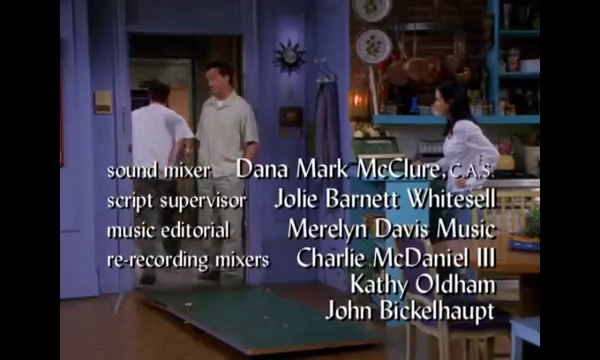 sound mixer Dana Mark McClure, C.A.S.
script supervisor Jolie Barnett Whitesell
music editorial Merelyn Davis Music
re-recording mixers Charlie McDaniel III
Kathy Oldham
John Bickelhaupt